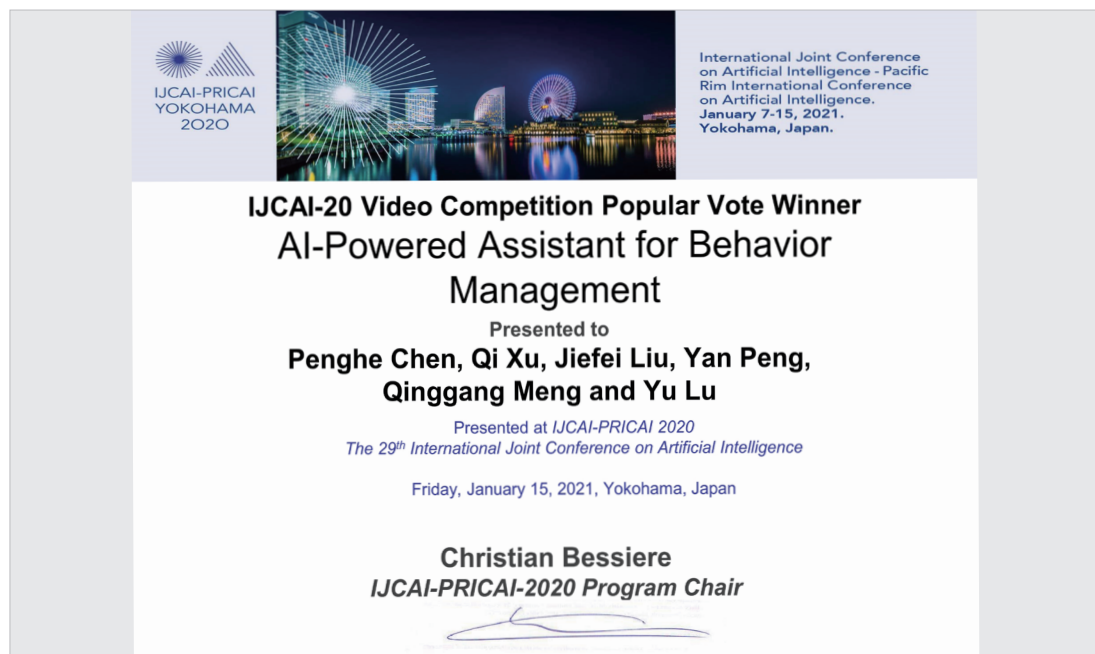 IJCAI-PRICAI
YOKOHAMA
2020
International Joint Conference
on Artificial Intelligence - Pacific
Rim International Conference
on Artificial Intelligence.
January 7-15, 2021.
Yokohama, Japan.
IJCAI-20 Video Competition Popular Vote Winner
AI-Powered Assistant for Behavior
Management
Presented to
Penghe Chen, Qi Xu, Jiefei Liu, Yan Peng,
Qinggang Meng and Yu Lu
Presented at IJCAI-PRICAI 2020
The 29th International Joint Conference on Artificial Intelligence
Friday, January 15, 2021, Yokohama, Japan
Christian Bessiere
IJCAI-PRICAI-2020 Program Chair